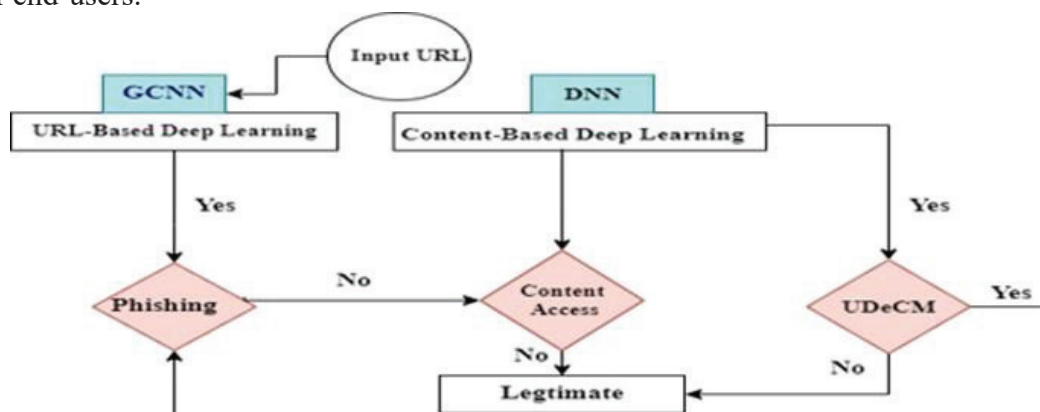 end-users.
Input URL
GCNN
DNN
URL-Based Deep Learning
Content-Based Deep Learning
Yes
Yes
No
Phishing
Content
Access
UDeCM
Yes
No
No
Legtimate